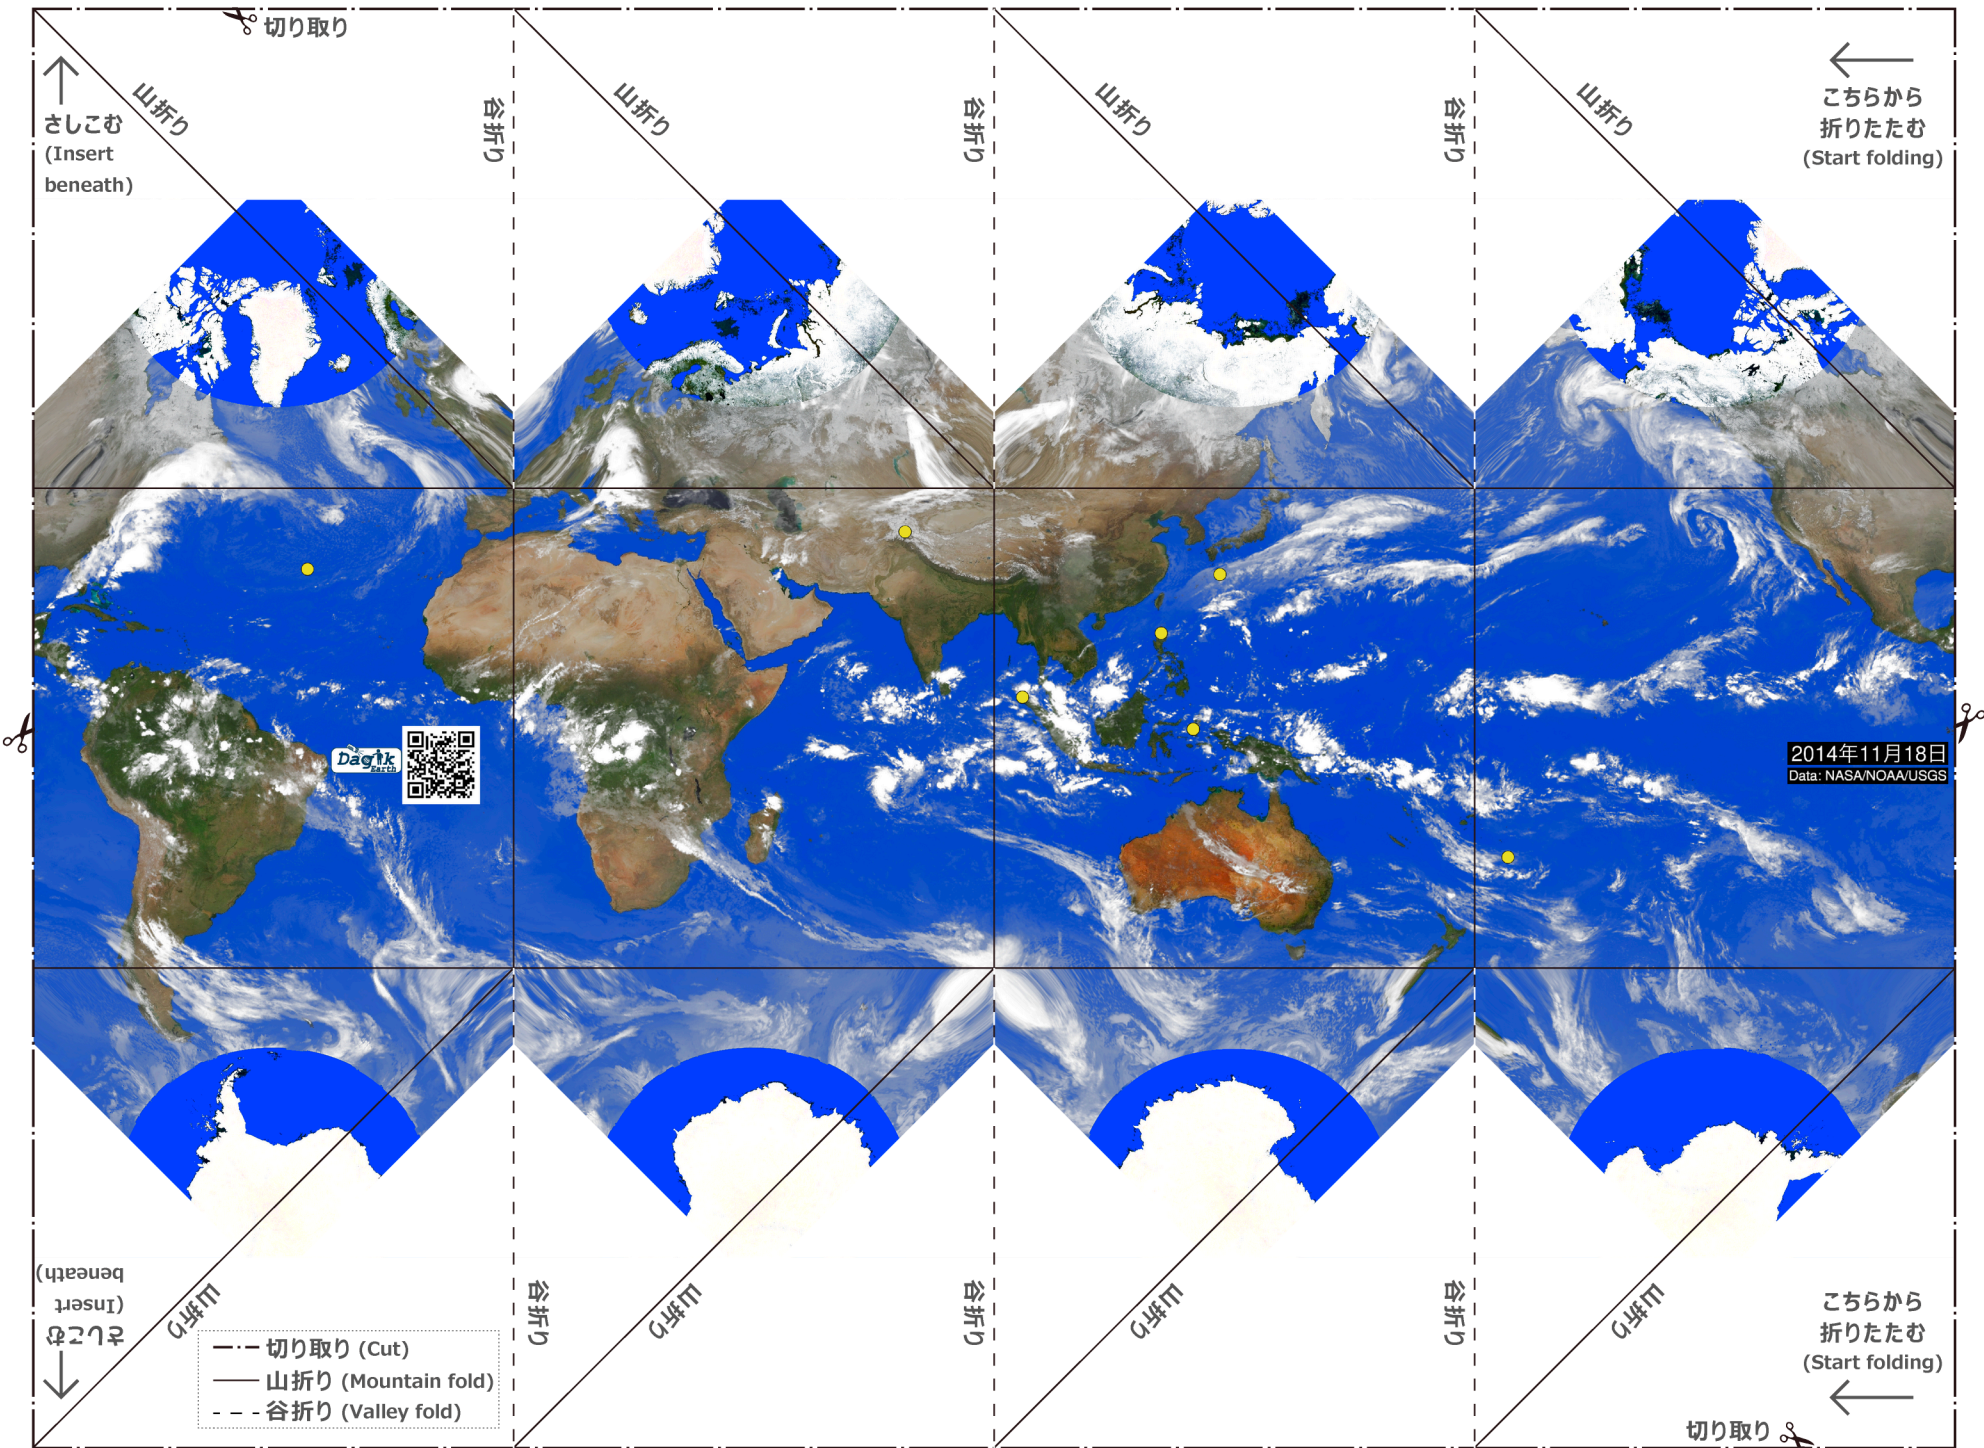 切り取り
山折り
谷折り
山折り
谷折り
山折り
谷折り
山折り
さしこむ
(Insert
beneath)
こちらから
折りたたむ
(Start folding)
Dagik
Earth
2014年11月18日
Data: NASA/NOAA/USGS
さしこむ
(Insert
beneath)
山折り
谷折り
山折り
谷折り
山折り
谷折り
山折り
こちらから
折りたたむ
(Start folding)
切り取り (Cut)
山折り (Mountain fold)
谷折り (Valley fold)
切り取り